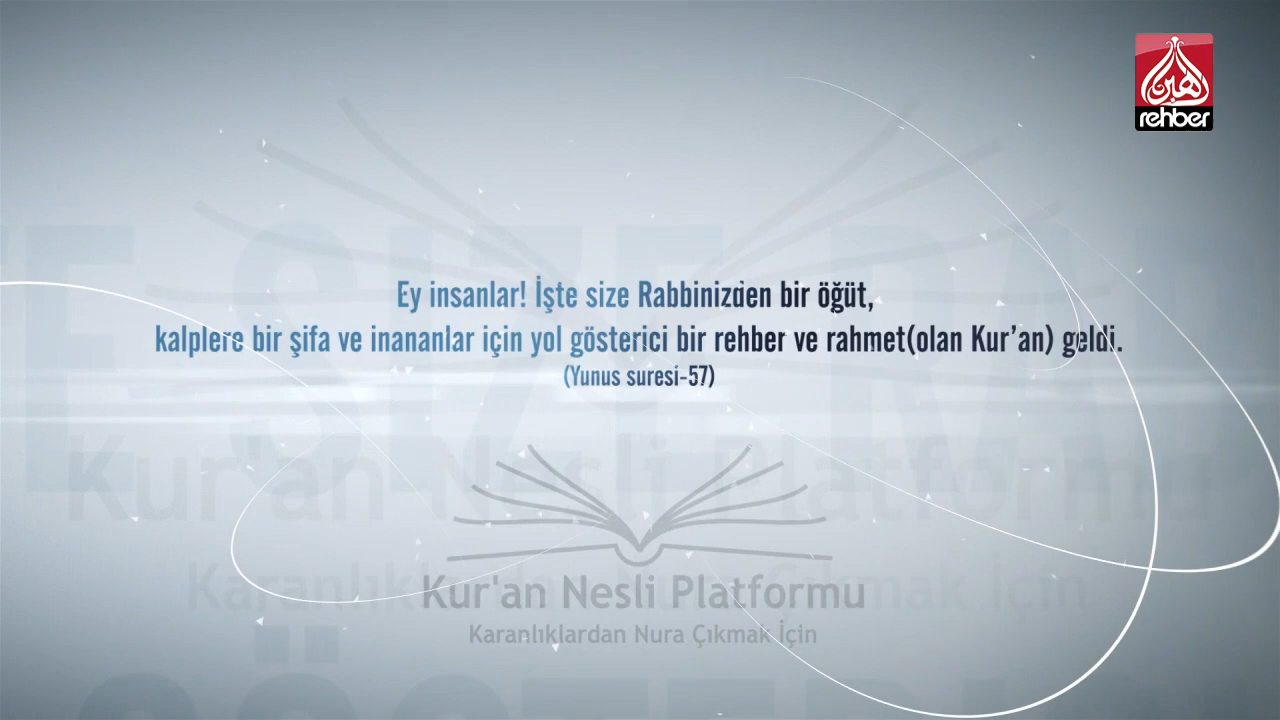 رهبر
rehber
Ey insanlar! İşte size Rabbinizden bir öğüt,
kalplere bir şifa ve inananlar için yol gösterici bir rehber ve rahmet(olan Kur'an) geldi.
(Yunus suresi-57)
Kur'an Nesli Platformu
Karanlıklardan Nura Çıkmak İçin